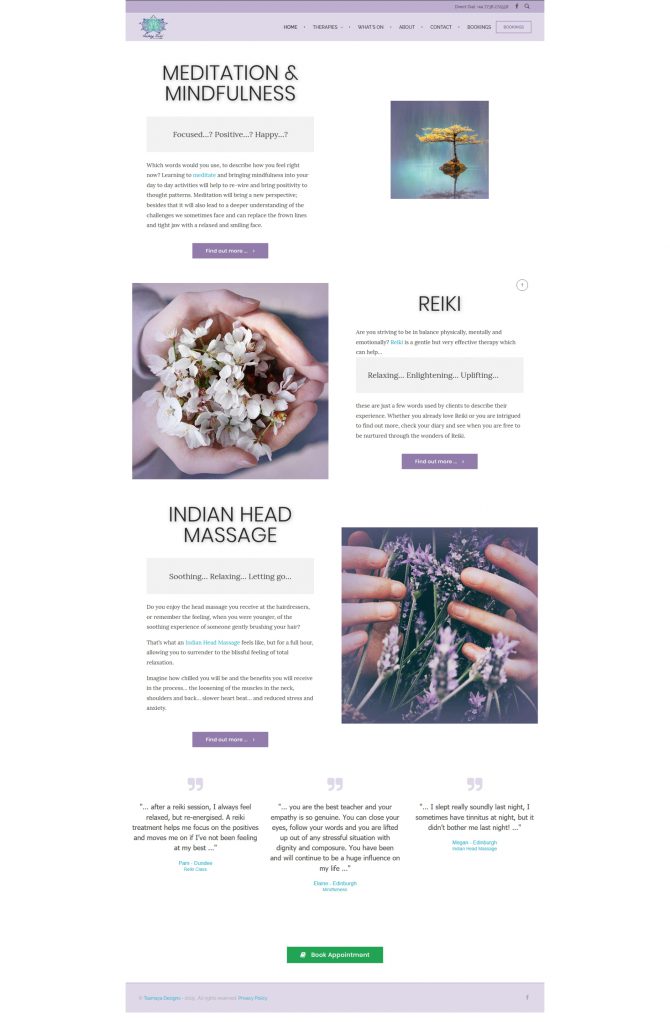 HOME THERAPIES WHAT'S ON ABOUT CONTACT BOOKINGS BOOKINGS
MEDITATION &
MINDFULNESS
Focused...? Positive...? Happy...?
Which words would you use, to describe how you feel right
now? Learning to meditate and bringing mindfulness into your
day to day activities will help to re-wire and bring positivity to
thought patterns. Meditation will bring a new perspective;
besides that it will also lead to a deeper understanding of the
challenges we sometimes face and can replace the frown lines
and tight jaw with a relaxed and smiling face.
Find out more ... ›
REIKI
Are you striving to be in balance physically, mentally and
emotionally? Reiki is a gentle but very effective therapy which
can help...
Relaxing... Enlightening... Uplifting...
these are just a few words used by clients to describe their
experience. Whether you already love Reiki or you are intrigued
to find out more, check your diary and see when you are free to
be nurtured through the wonders of Reiki.
Find out more ... ›
INDIAN HEAD
MASSAGE
Soothing... Relaxing... Letting go...
Do you enjoy the head massage you receive at the hairdressers,
or remember the feeling, when you were younger, of the
soothing experience of someone gently brushing your hair?
That's what an Indian Head Massage feels like, but for a full hour,
allowing you to surrender to the blissful feeling of total
relaxation.
Imagine how chilled you will be and the benefits you will receive
in the process... the loosening of the muscles in the neck,
shoulders and back... slower heart beat... and reduced stress and
anxiety.
Find out more ... ›
"... after a reiki session, I always feel
relaxed, but re-energised. A reiki
treatment helps me focus on the positives
and moves me on if I've not been feeling
at my best ..."
Pam - Dundee
Reiki Class
"... you are the best teacher and your
empathy is so genuine. You can close your
eyes, follow your words and you are lifted
up out of any stressful situation with
dignity and composure. You have been
and will continue to be a huge influence on
my life ..."
Elaine - Edinburgh
Mindfulness
"... I slept really soundly last night, I
sometimes have tinnitus at night, but it
didn't bother me last night! ..."
Megan - Edinburgh
Indian Head Massage
Book Appointment
© Tsumaya Designs - 2019. All rights reserved. Privacy Policy